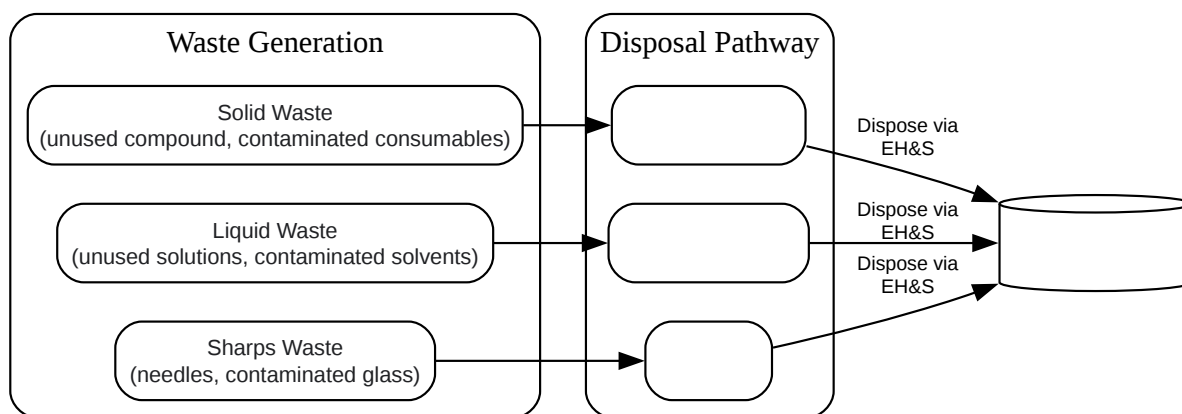 Waste Generation
Disposal Pathway
Solid Waste
(unused compound, contaminated consumables)
Dispose via
EH&S
Liquid Waste
(unused solutions, contaminated solvents)
Dispose via
EH&S
Dispose via
EH&S
Sharps Waste
(needles, contaminated glass)